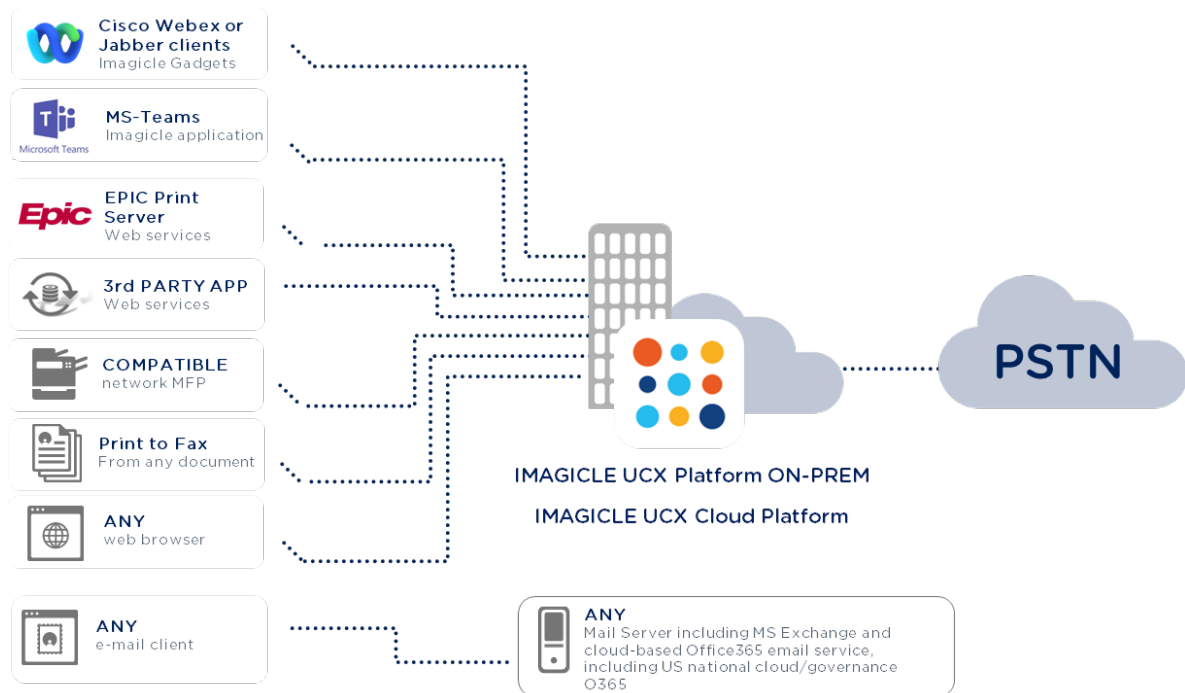 Cisco Webex or
Jabber clients
Imagicle Gadgets
T
Microsoft Teams
MS-Teams
Imagicle application
Epic
EPIC Print
Server
Web services
3rd PARTY APP
Web services
COMPATIBLE
network MFP
Print to Fax
From any document
ANY
web browser
ANY
e-mail client
PSTN
IMAGICLE UCX Platform ON-PREM
IMAGICLE UCX Cloud Platform
ANY
Mail Server including MS Exchange and
cloud-based Office365 email service,
including US national cloud/governance
O365